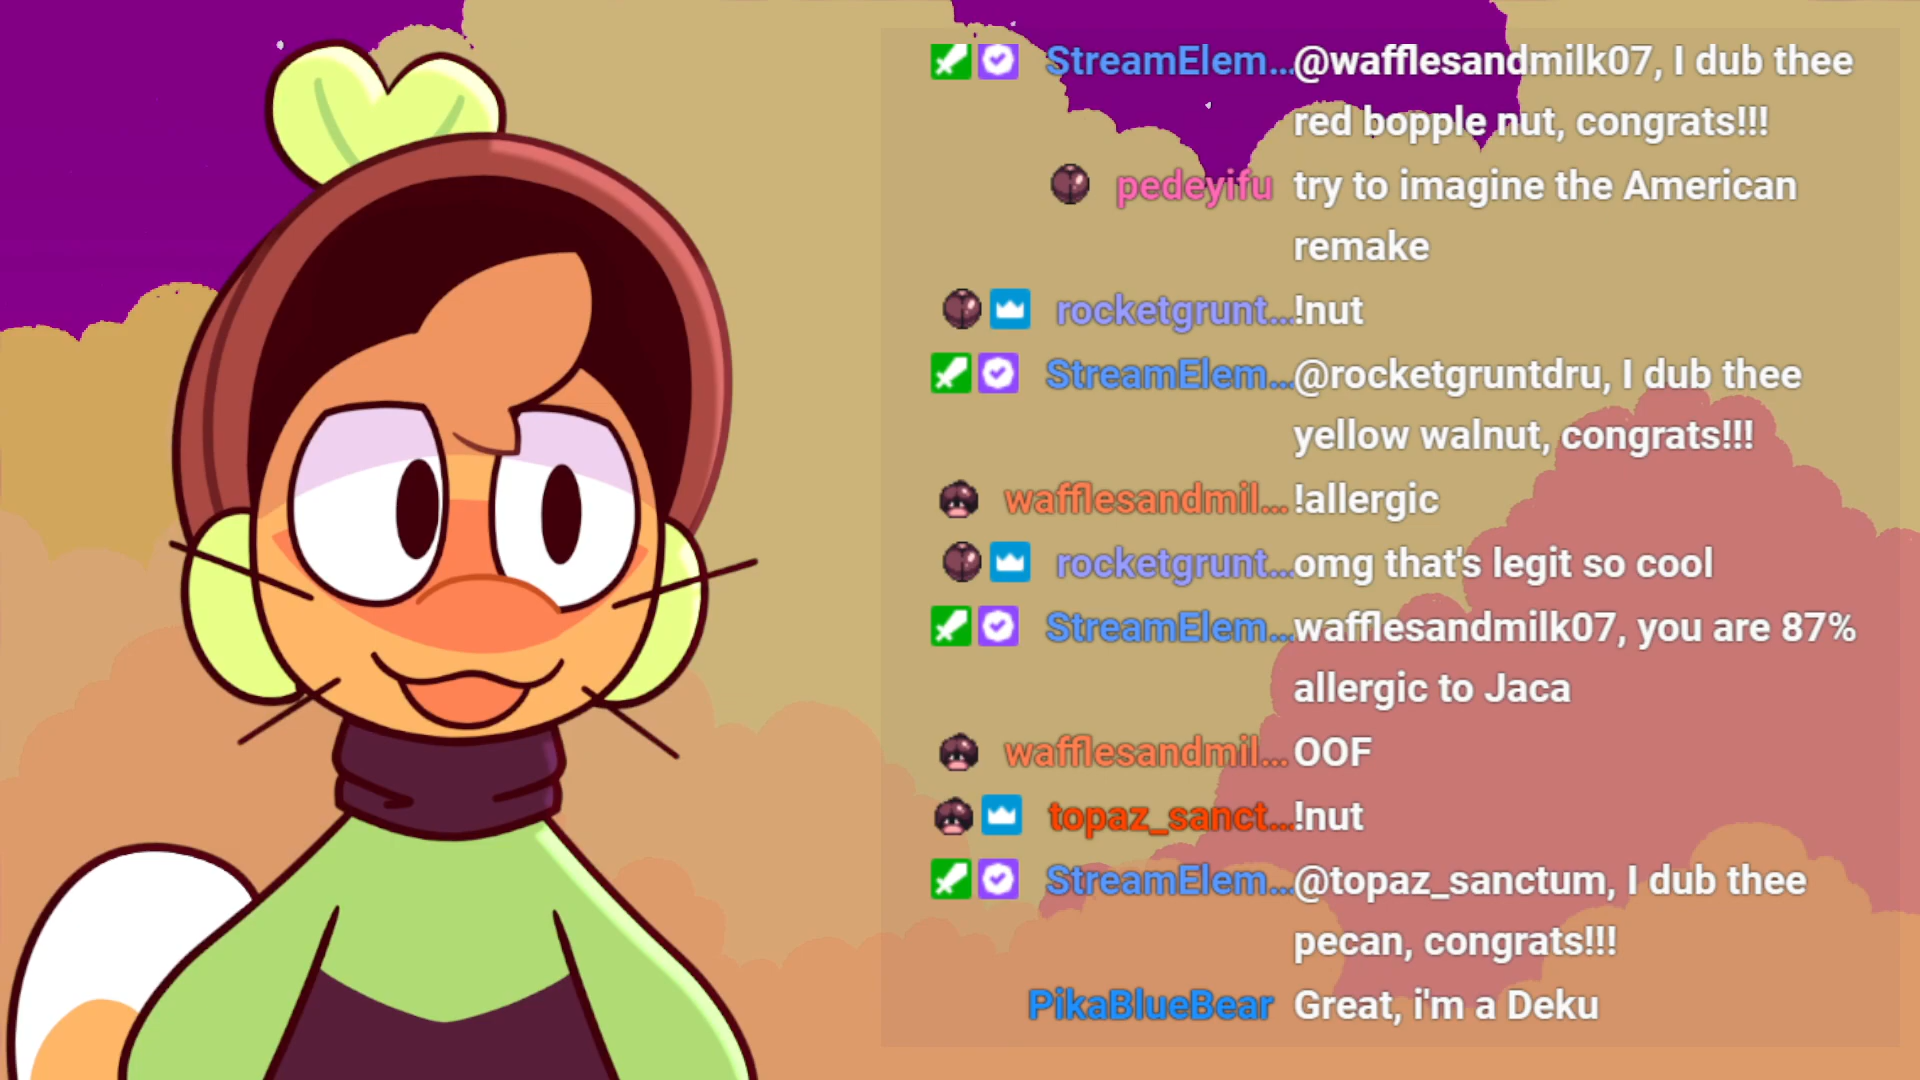 StreamElem... @wafflesandmilk07, I dub thee
red bopple nut, congrats!!!
pedeyifu try to imagine the American
remake
rocketgrunt... !nut
StreamElem... @rocketgruntdru, I dub thee
yellow walnut, congrats!!!
wafflesandmil... !allergic
rocketgrunt... omg that's legit so cool
StreamElem... wafflesandmilk07, you are 87%
allergic to Jaca
wafflesandmil... OOF
topaz_sanct... !nut
StreamElem... @topaz_sanctum, I dub thee
pecan, congrats!!!
PikaBlueBear Great, i'm a Deku